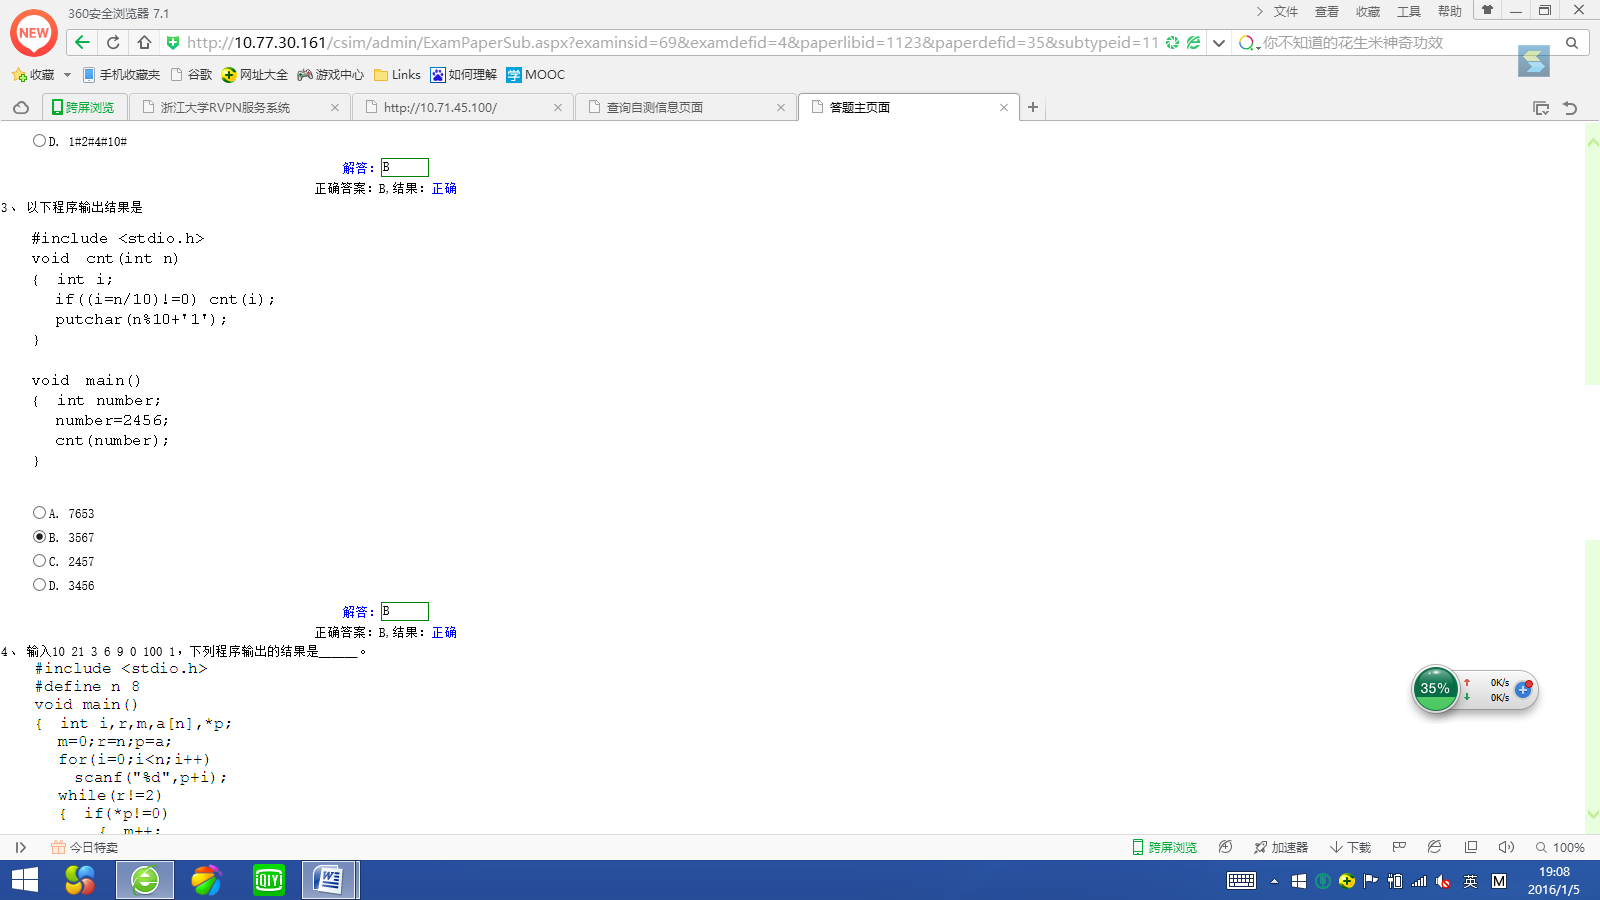 NEW
360安全浏览器 7.1
文件 查看 收藏 工具 帮助
http://10.77.30.161/csim/admin/ExamPaperSub.aspx?examinsid=69&examdefid=4&paperlibid=1123&paperdefid=35&subtypeid=11
你不知道的花生米神奇功效
收藏 手机收藏夹 谷歌 网址大全 游戏中心 Links 如何理解 学 MOOC
跨屏浏览 浙江大学RVPN服务系统 http://10.71.45.100/ 查询自测信息页面 答题主页面
D. 1#2#4#10#
解答: B
正确答案: B,结果: 正确
3、 以下程序输出结果是
#include <stdio.h>
void cnt(int n)
{ int i;
if((i=n/10)!=0) cnt(i);
putchar(n%10+'1');
}
void main()
{ int number;
number=2456;
cnt(number);
}
A. 7653
B. 3567
C. 2457
D. 3456
解答: B
正确答案: B,结果: 正确
4、 输入10 21 3 6 9 0 100 1, 下列程序输出的结果是______。
#include <stdio.h>
#define n 8
void main()
{ int i,r,m,a[n],*p;
m=0;r=n;p=a;
for(i=0;i<n;i++)
scanf("%d",p+i);
while(r!=2)
{ if(*p!=0)
{ m++;
35% 0K/s
0K/s
今日特卖 跨屏浏览 加速器 下载 100%
QIY 英 M 19:08
2016/1/5